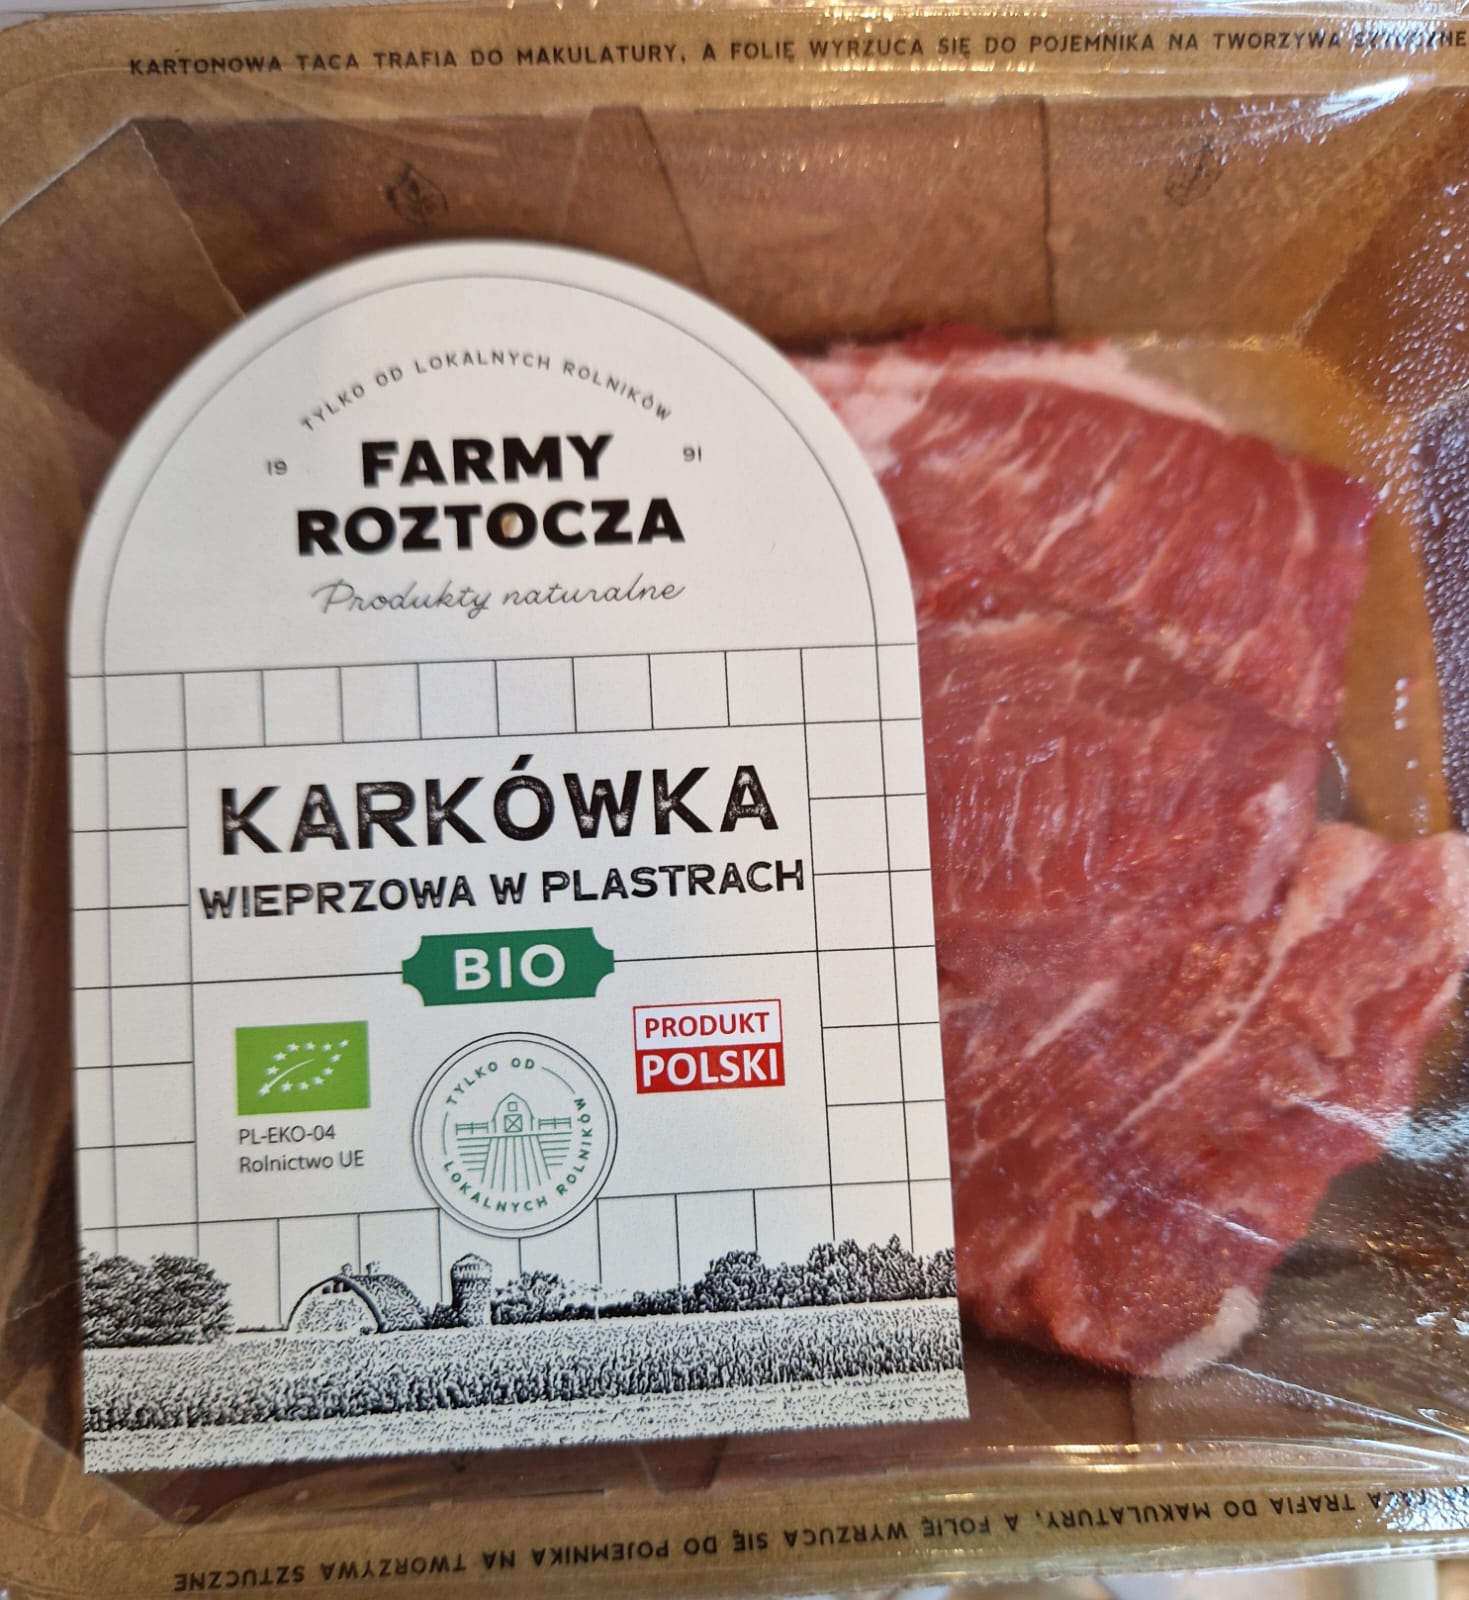 KARTONOWA TACA TRAFIA DO MAKULATURY, A FOLIĘ WYRZUCA SIĘ DO POJEMNIKA NA TWORZYWA SZTUCZNE
TYLKO OD LOKALNYCH ROLNIKÓW
19 91
FARMY
ROZTOCZA
Produkty naturalne
KARKÓWKA
WIEPRZOWA W PLASTRACH
BIO
PRODUKT
POLSKI
PL-EKO-04
Rolnictwo UE
TYLKO OD
LOKALNYCH ROLNIKÓW
TACA TRAFIA DO MAKULATURY, A FOLIĘ WYRZUCA SIĘ DO POJEMNIKA NA TWORZYWA SZTUCZNE